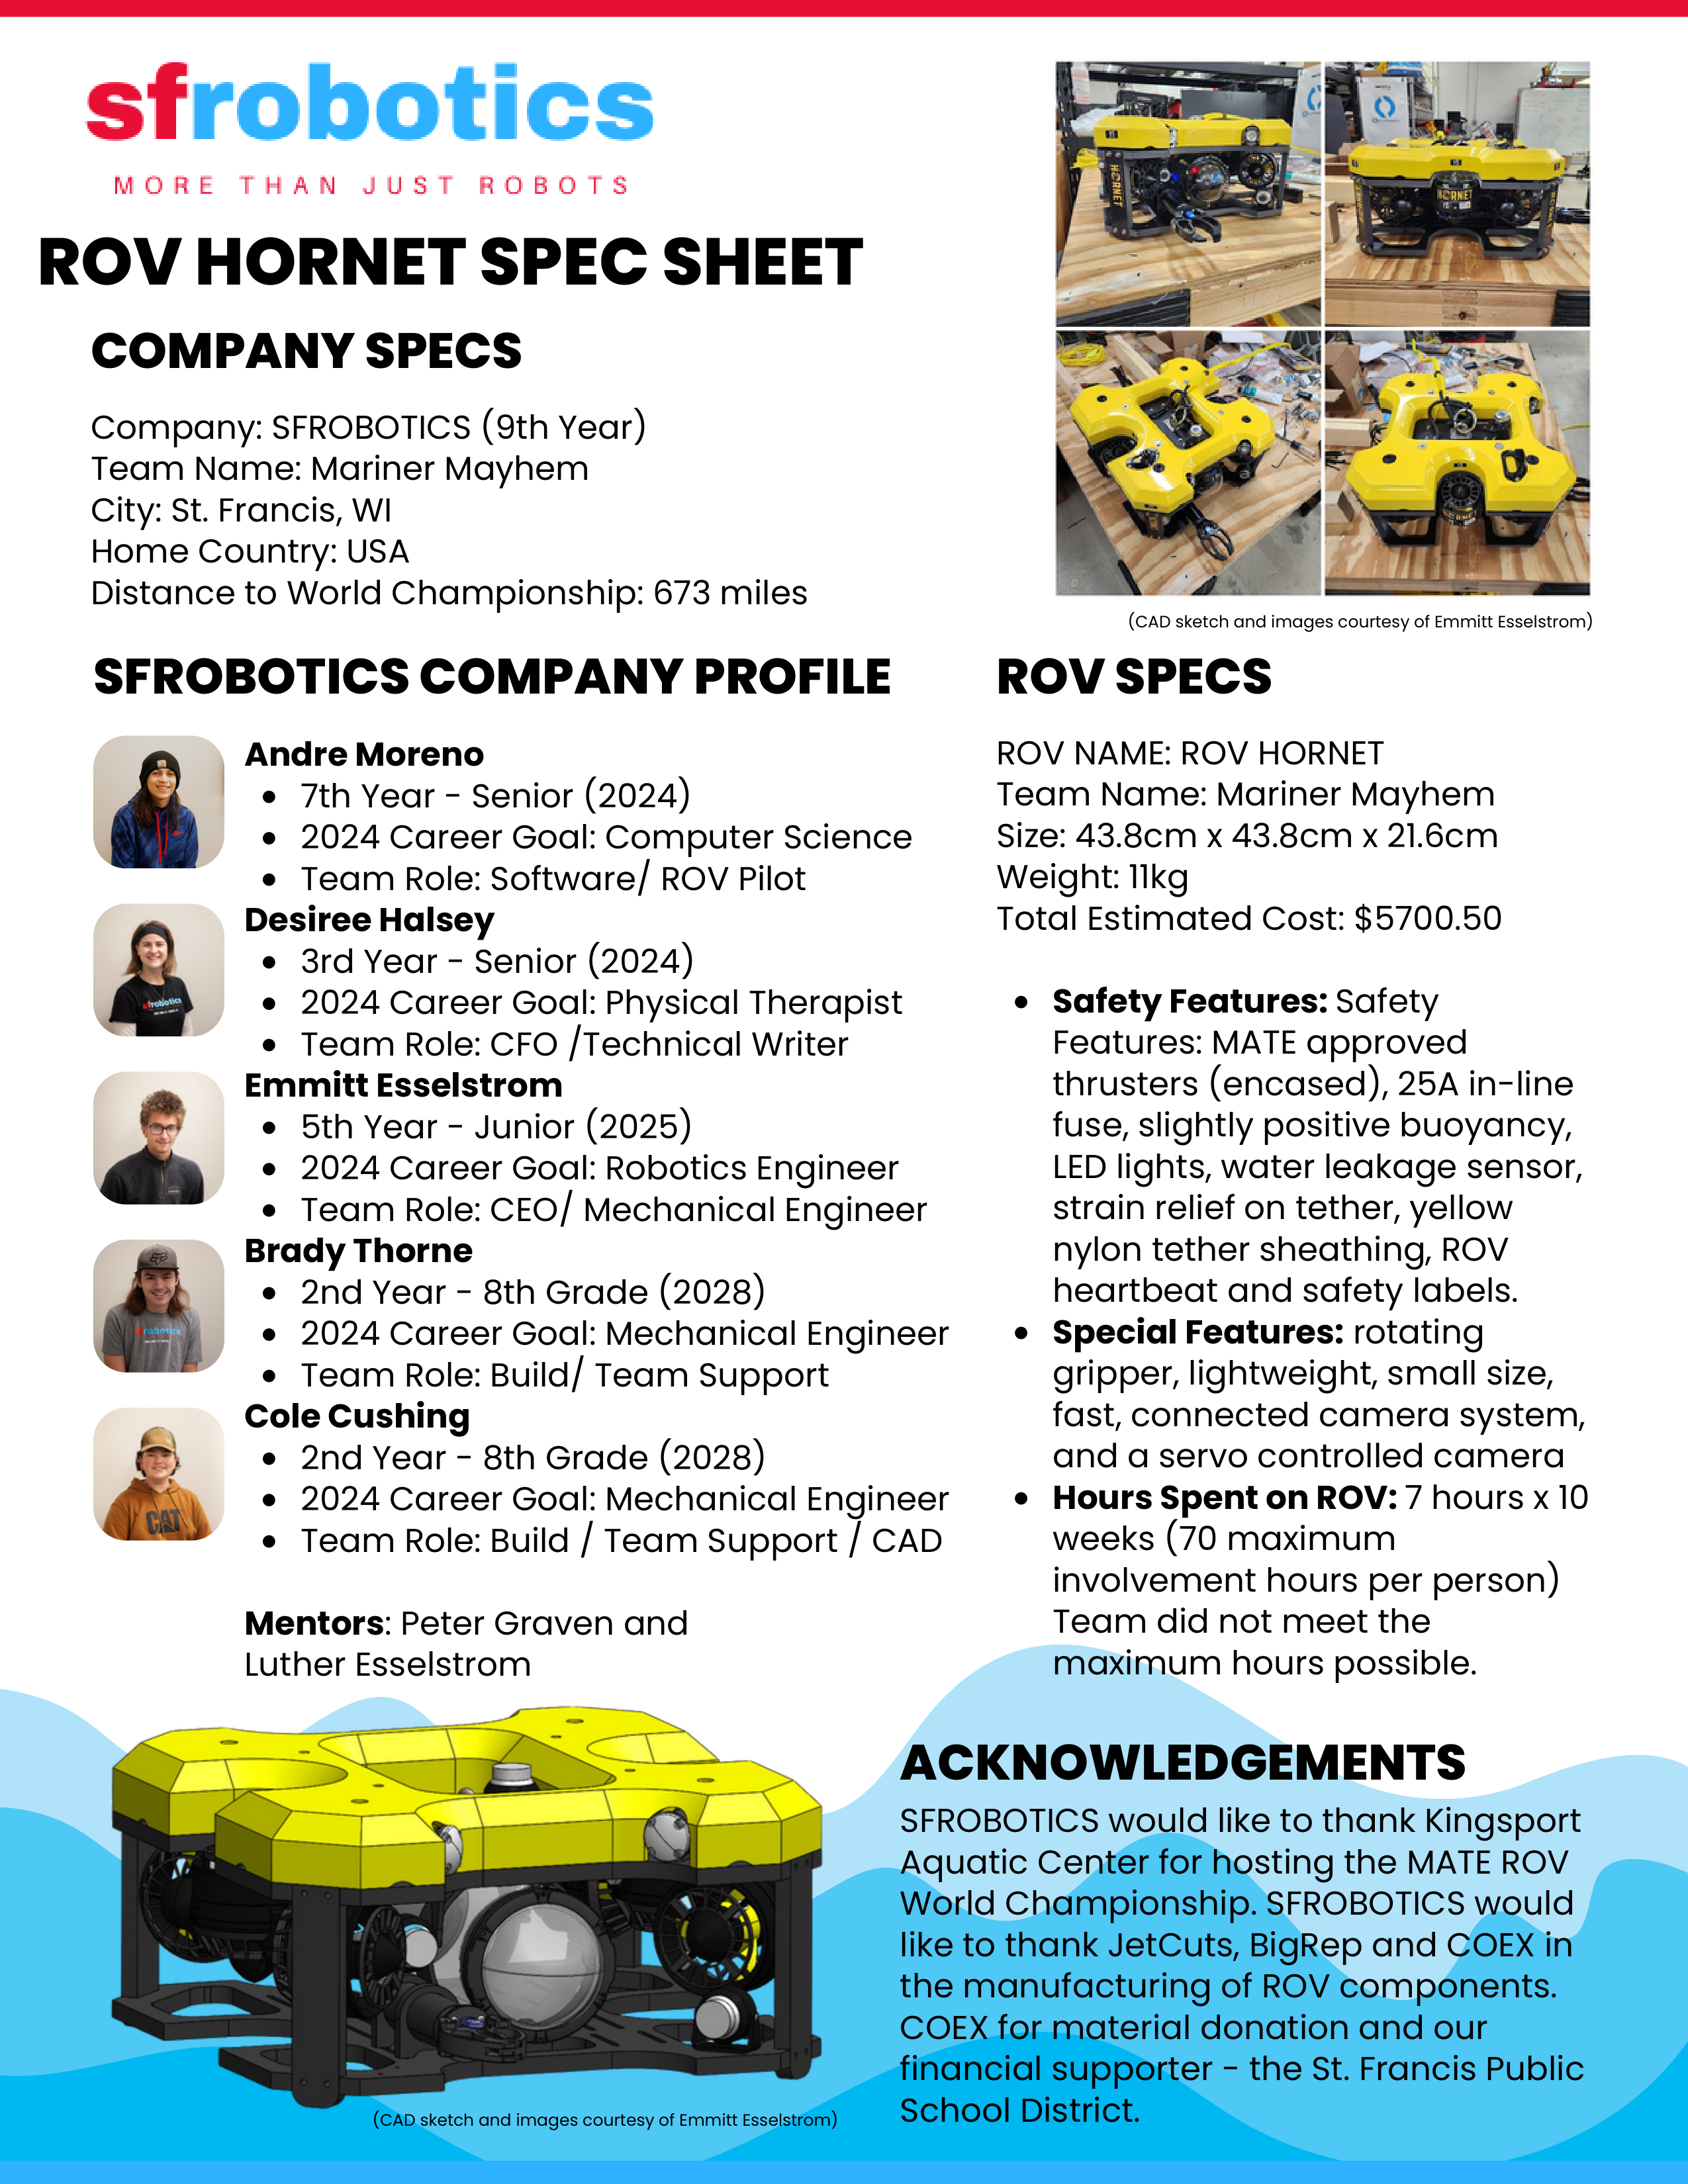 sfrobotics
MORE THAN JUST ROBOTS
ROV HORNET SPEC SHEET
COMPANY SPECS
Company: SFROBOTICS (9th Year)
Team Name: Mariner Mayhem
City: St. Francis, WI
Home Country: USA
Distance to World Championship: 673 miles
HORNET
HORNET
(CAD sketch and images courtesy of Emmitt Esselstrom)
SFROBOTICS COMPANY PROFILE
Andre Moreno
• 7th Year - Senior (2024)
• 2024 Career Goal: Computer Science
• Team Role: Software/ ROV Pilot
Desiree Halsey
• 3rd Year - Senior (2024)
• 2024 Career Goal: Physical Therapist
• Team Role: CFO /Technical Writer
sfrobotics
Emmitt Esselstrom
• 5th Year - Junior (2025)
• 2024 Career Goal: Robotics Engineer
• Team Role: CEO/ Mechanical Engineer
Brady Thorne
• 2nd Year - 8th Grade (2028)
• 2024 Career Goal: Mechanical Engineer
• Team Role: Build/ Team Support
Cole Cushing
• 2nd Year - 8th Grade (2028)
• 2024 Career Goal: Mechanical Engineer
• Team Role: Build / Team Support / CAD
CAT
Mentors: Peter Graven and
Luther Esselstrom
ROV SPECS
ROV NAME: ROV HORNET
Team Name: Mariner Mayhem
Size: 43.8cm x 43.8cm x 21.6cm
Weight: 11kg
Total Estimated Cost: $5700.50
• Safety Features: Safety
Features: MATE approved
thrusters (encased), 25A in-line
fuse, slightly positive buoyancy,
LED lights, water leakage sensor,
strain relief on tether, yellow
nylon tether sheathing, ROV
heartbeat and safety labels.
• Special Features: rotating
gripper, lightweight, small size,
fast, connected camera system,
and a servo controlled camera
• Hours Spent on ROV: 7 hours x 10
weeks (70 maximum
involvement hours per person)
Team did not meet the
maximum hours possible.
(CAD sketch and images courtesy of Emmitt Esselstrom)
ACKNOWLEDGEMENTS
SFROBOTICS would like to thank Kingsport
Aquatic Center for hosting the MATE ROV
World Championship. SFROBOTICS would
like to thank JetCuts, BigRep and COEX in
the manufacturing of ROV components.
COEX for material donation and our
financial supporter - the St. Francis Public
School District.